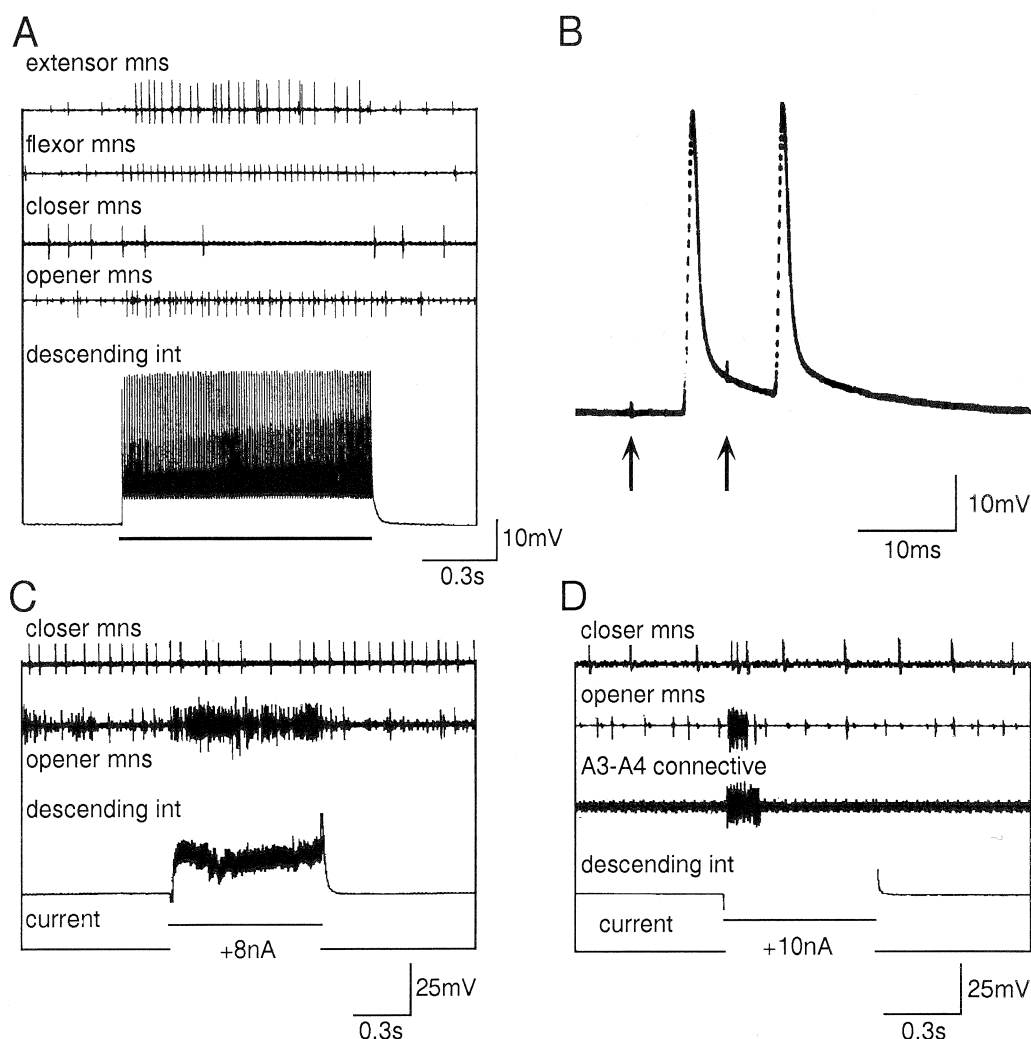 A
extensor mns
flexor mns
closer mns
opener mns
descending int
10mV
0.3s
B
10mV
10ms
C
closer mns
opener mns
descending int
current
+8nA
25mV
0.3s
D
closer mns
opener mns
A3-A4 connective
descending int
current
+10nA
25mV
0.3s